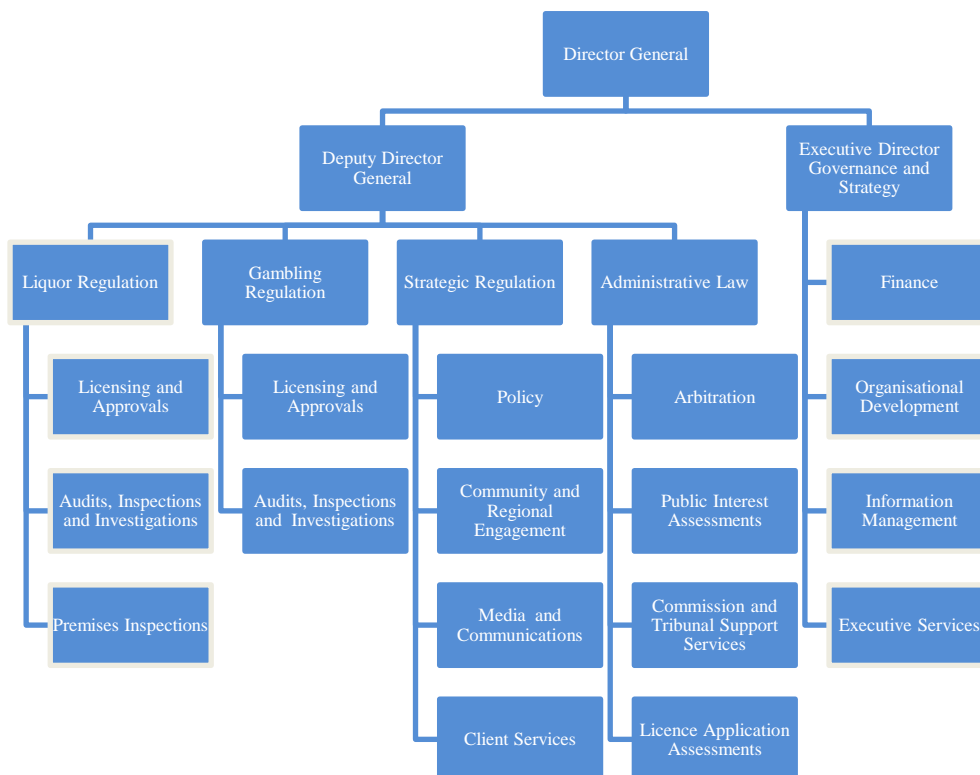 Director General
Deputy Director
General
Executive Director
Governance and
Strategy
Liquor Regulation
Gambling
Regulation
Strategic Regulation
Administrative Law
Finance
Licensing and
Approvals
Licensing and
Approvals
Policy
Arbitration
Organisational
Development
Audits, Inspections
and Investigations
Audits, Inspections
and Investigations
Community and
Regional
Engagement
Public Interest
Assessments
Information
Management
Premises Inspections
Media and
Communications
Commission and
Tribunal Support
Services
Executive Services
Client Services
Licence Application
Assessments